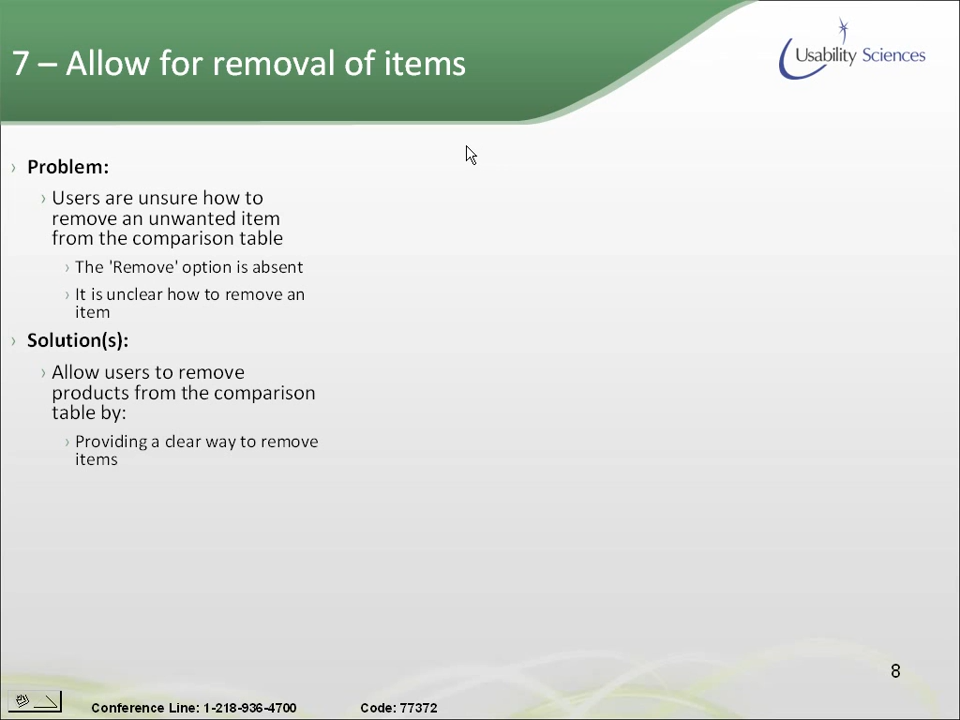 7 – Allow for removal of items
Usability Sciences
› Problem:
› Users are unsure how to
remove an unwanted item
from the comparison table
› The 'Remove' option is absent
› It is unclear how to remove an
item
› Solution(s):
› Allow users to remove
products from the comparison
table by:
› Providing a clear way to remove
items
8
Conference Line: 1-218-936-4700 Code: 77372